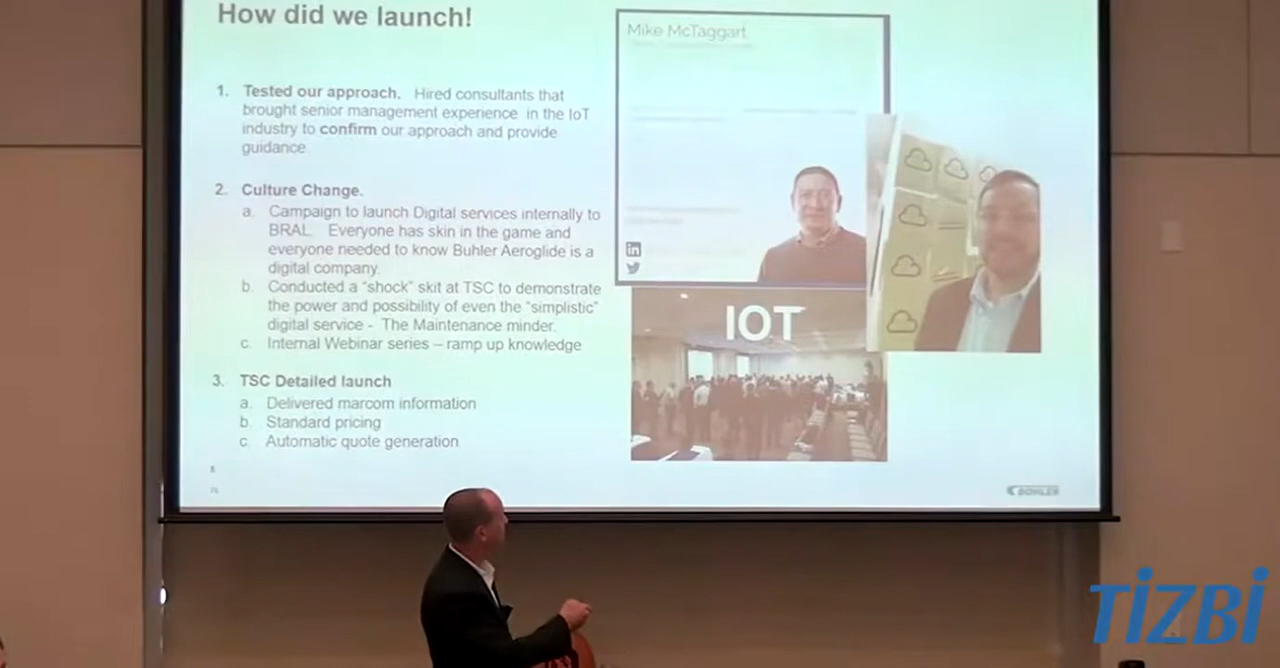 How did we launch!
1. Tested our approach. Hired consultants that
brought senior management experience in the IoT
industry to confirm our approach and provide
guidance
2. Culture Change.
a. Campaign to launch Digital services internally to
BRAL. Everyone has skin in the game and
everyone needed to know Buhler Aeroglide is a
digital company.
b. Conducted a "shock" skit at TSC to demonstrate
the power and possibility of even the "simplistic"
digital service - The Maintenance minder.
c. Internal Webinar series – ramp up knowledge
3. TSC Detailed launch
a. Delivered marcom information
b. Standard pricing
c. Automatic quote generation
Mike McTaggart
in
IOT
BÜHLER
TiZBi